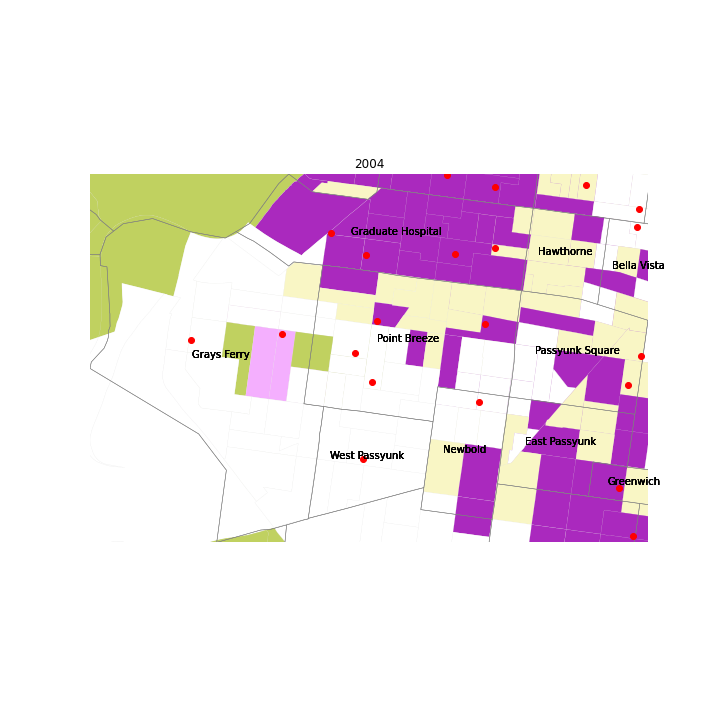 2004
Graduate Hospital
Hawthorne
Bella Vista
Point Breeze
Passyunk Square
Grays Ferry
East Passyunk
Newbold
West Passyunk
Greenwich